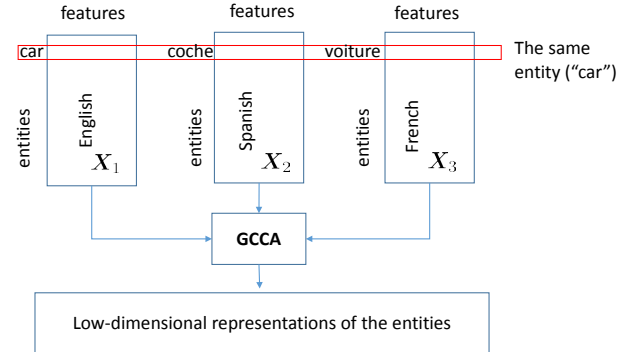 features features features
car coche voiture The same
entity ("car")
entities English X₁ entities Spanish X₂ entities French X₃
GCCA
Low-dimensional representations of the entities